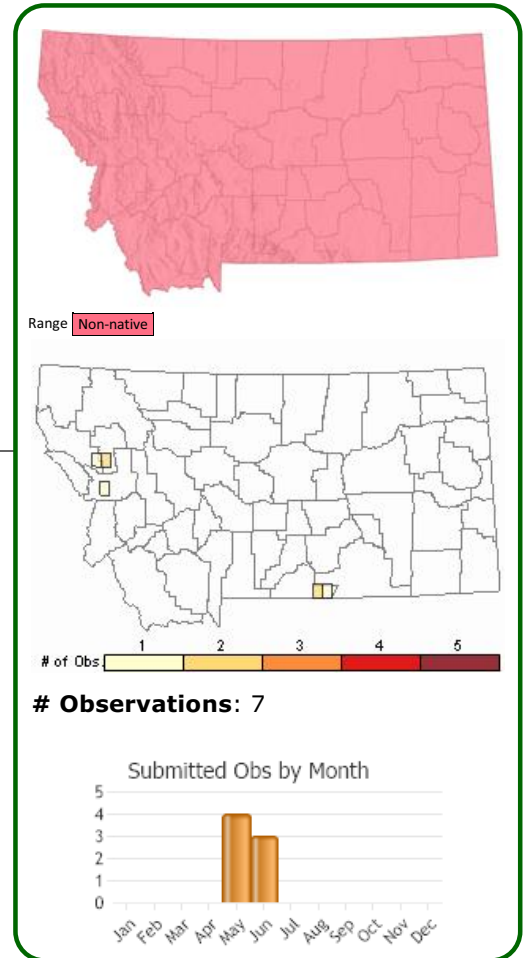 Range Non-native
1 2 3 4 5
# of Obs.
# Observations: 7
Submitted Obs by Month
5
4
3
2
1
0
Jan Feb Mar Apr May Jun Jul Aug Sep Oct Nov Dec